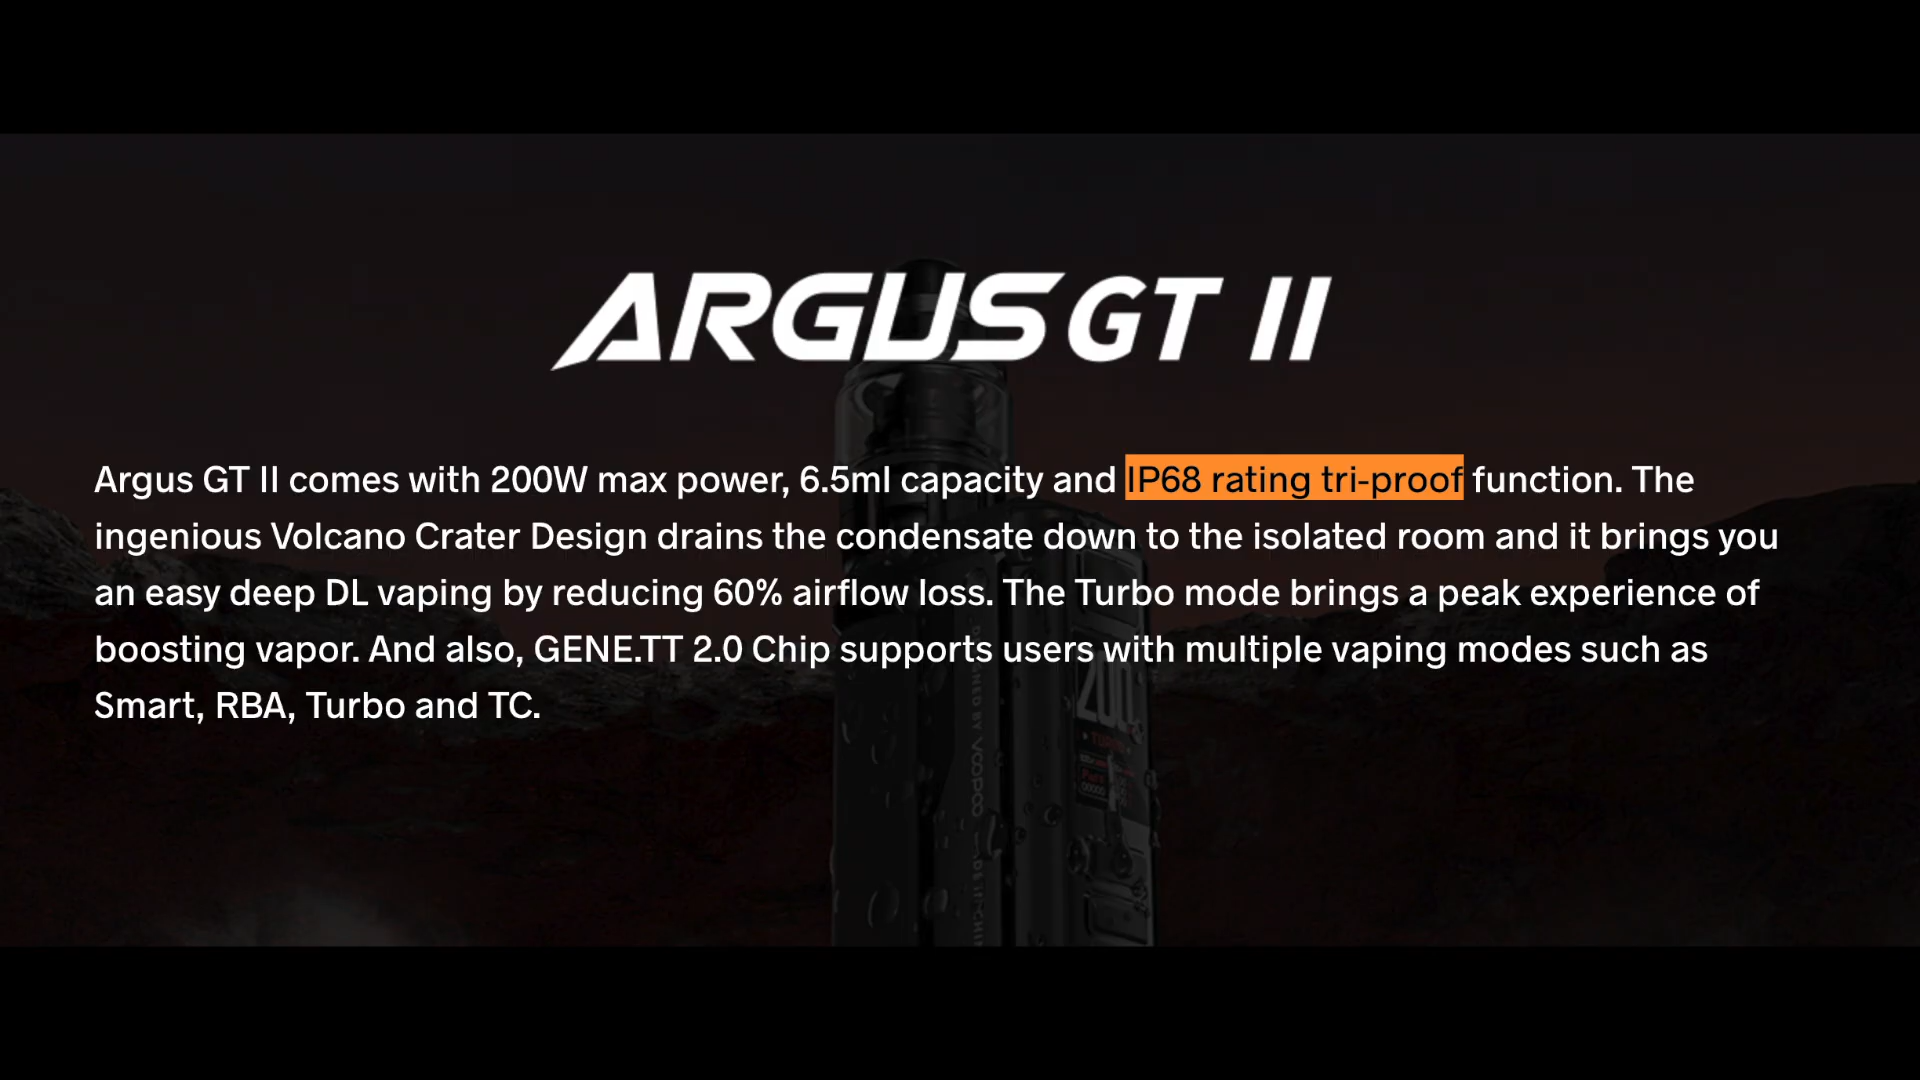 ARGUS GT II
Argus GT II comes with 200W max power, 6.5ml capacity and IP68 rating tri-proof function. The
ingenious Volcano Crater Design drains the condensate down to the isolated room and it brings you
an easy deep DL vaping by reducing 60% airflow loss. The Turbo mode brings a peak experience of
boosting vapor. And also, GENE.TT 2.0 Chip supports users with multiple vaping modes such as
Smart, RBA, Turbo and TC.
200
TURBO
VOOPOO